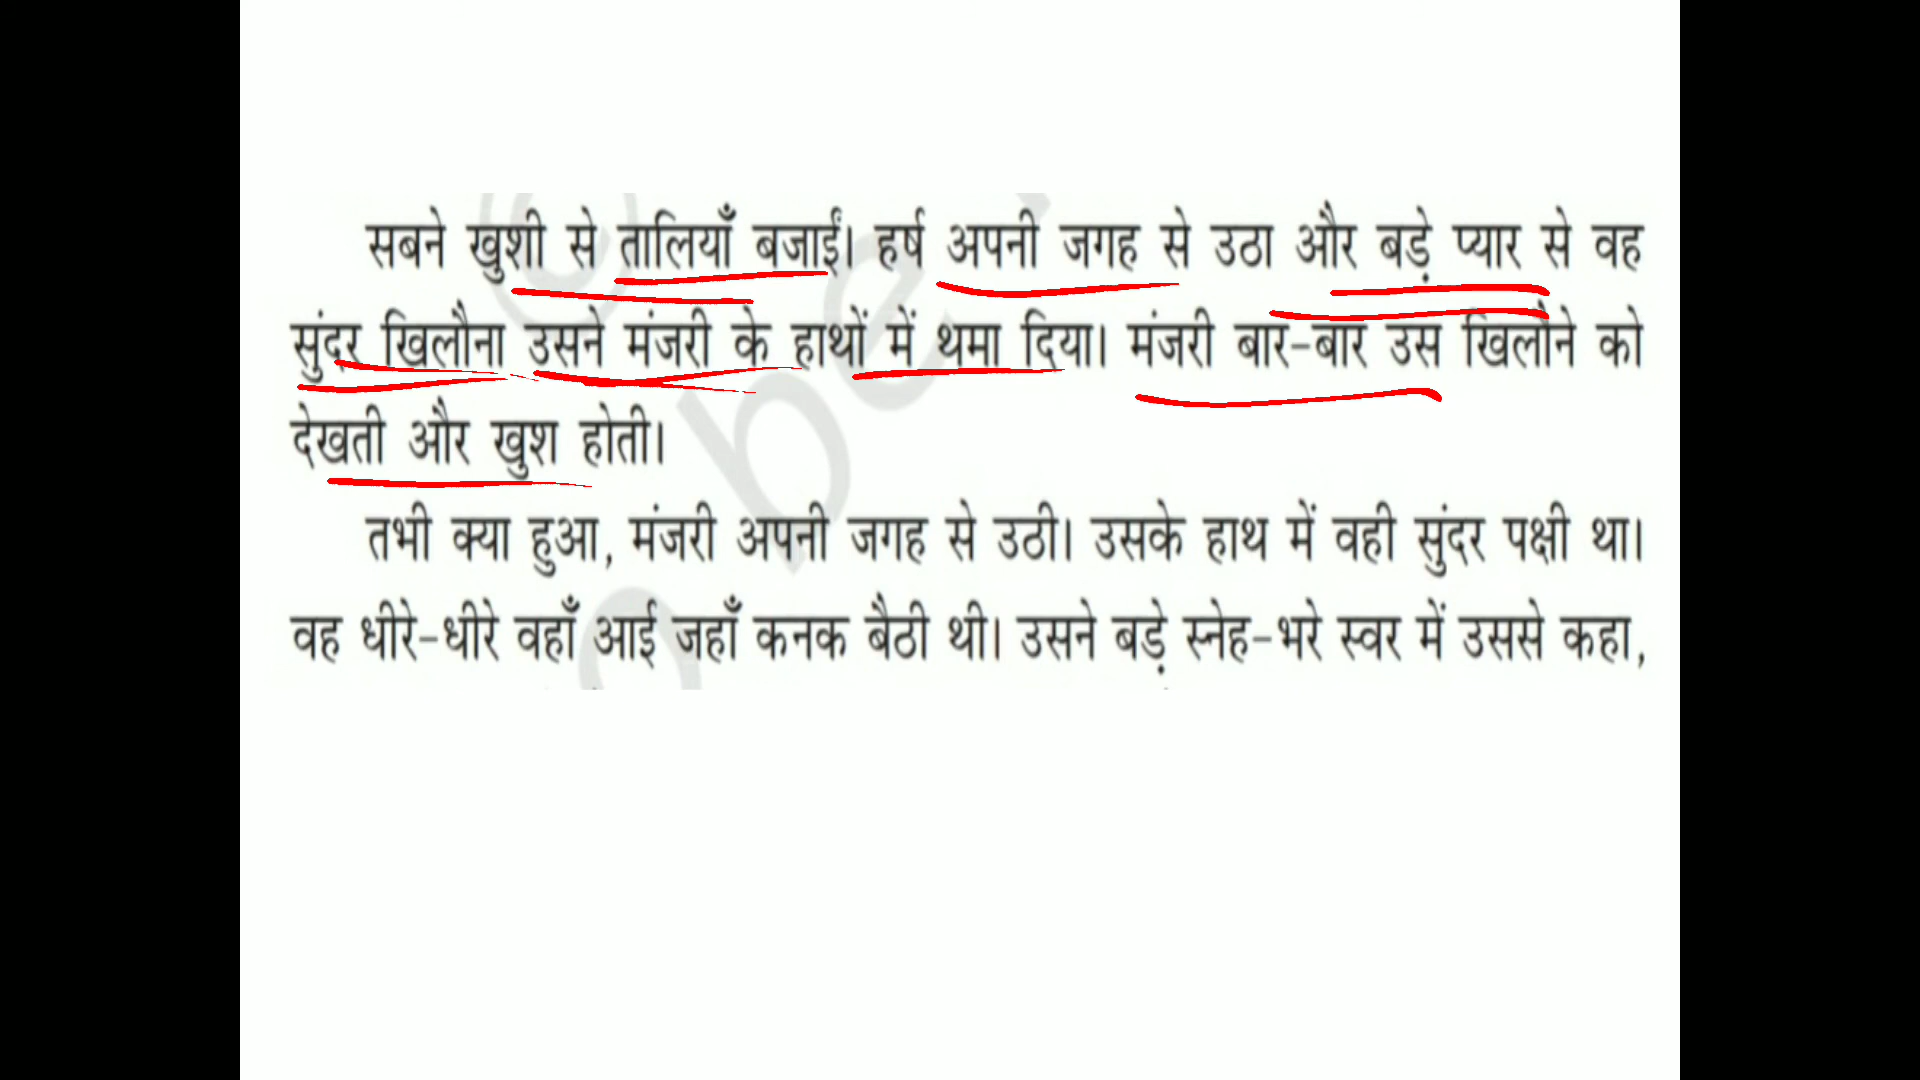 सबने खुशी से तालियाँ बजाईं। हर्ष अपनी जगह से उठा और बड़े प्यार से वह
सुंदर खिलौना उसने मंजरी के हाथों में थमा दिया। मंजरी बार-बार उस खिलौने को
देखती और खुश होती।
तभी क्या हुआ, मंजरी अपनी जगह से उठी। उसके हाथ में वही सुंदर पक्षी था।
वह धीरे-धीरे वहाँ आई जहाँ कनक बैठी थी। उसने बड़े स्नेह-भरे स्वर में उससे कहा,